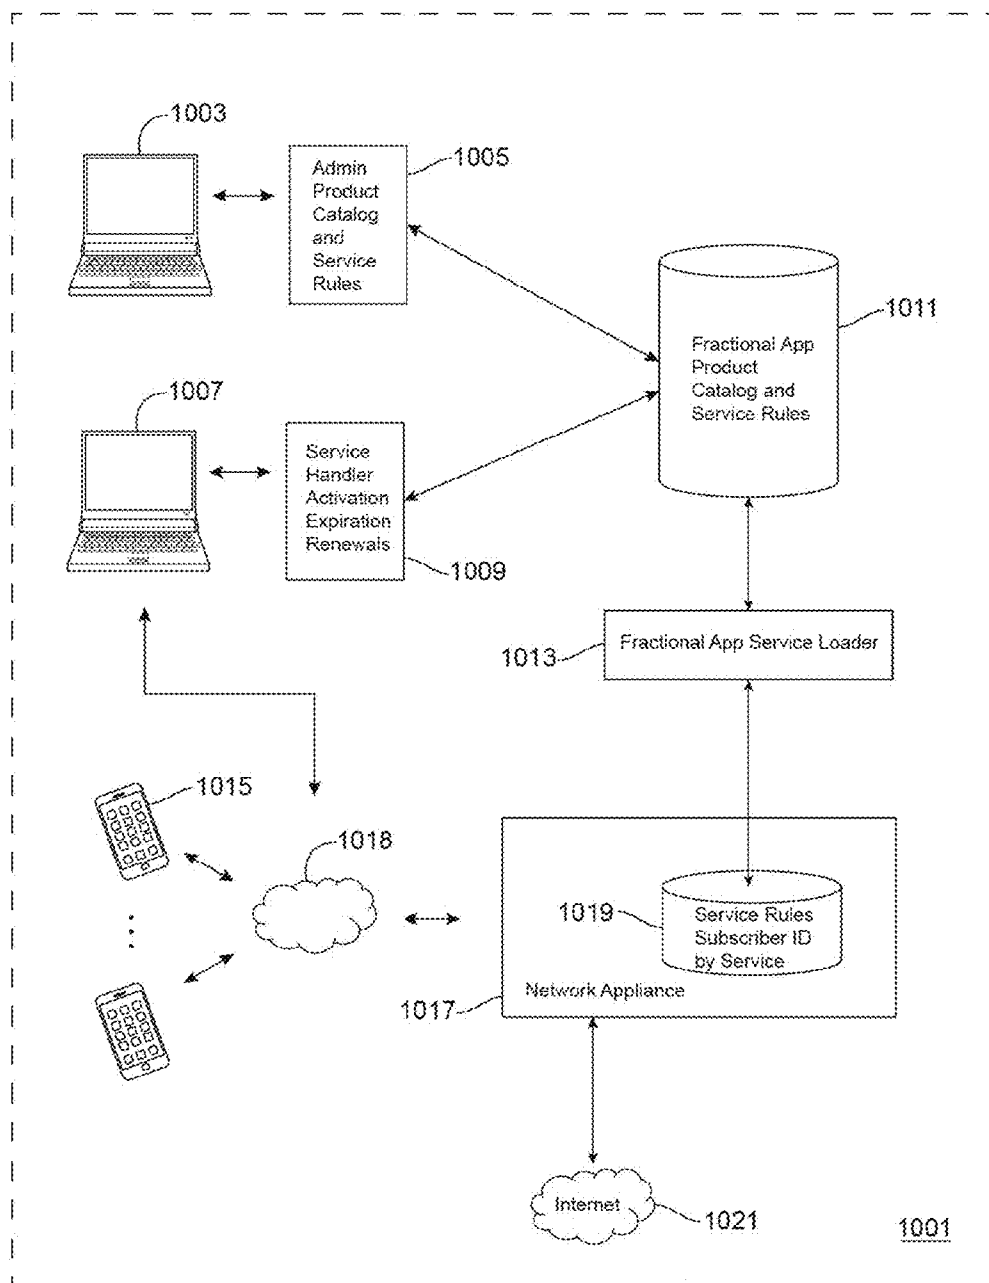 1003
Admin
Product
Catalog
and
Service
Rules
1005
Fractional App
Product
Catalog and
Service Rules
1011
1007
Service
Handler
Activation
Expiration
Renewals
1009
1013
Fractional App Service Loader
1015
1018
1019
Service Rules
Subscriber ID
by Service
Network Appliance
1017
Internet
1021
1001